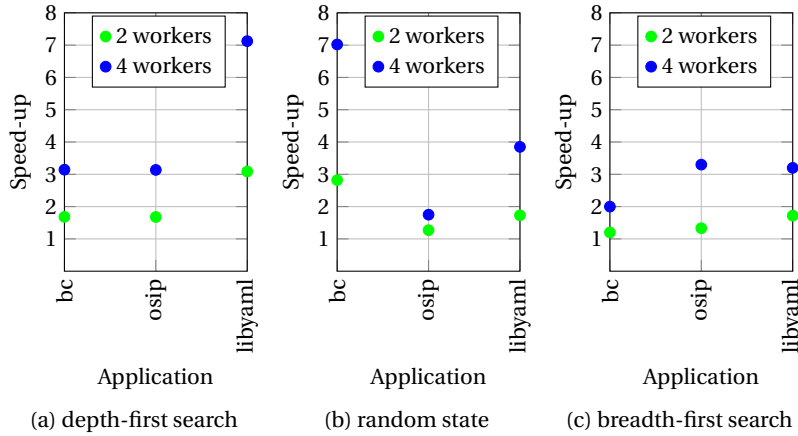 8
7
6
5
4
3
2
1
Speed-up
2 workers
4 workers
bc
osip
libyaml
Application
(a) depth-first search
8
7
6
5
4
3
2
1
Speed-up
2 workers
4 workers
bc
osip
libyaml
Application
(b) random state
8
7
6
5
4
3
2
1
Speed-up
2 workers
4 workers
bc
osip
libyaml
Application
(c) breadth-first search